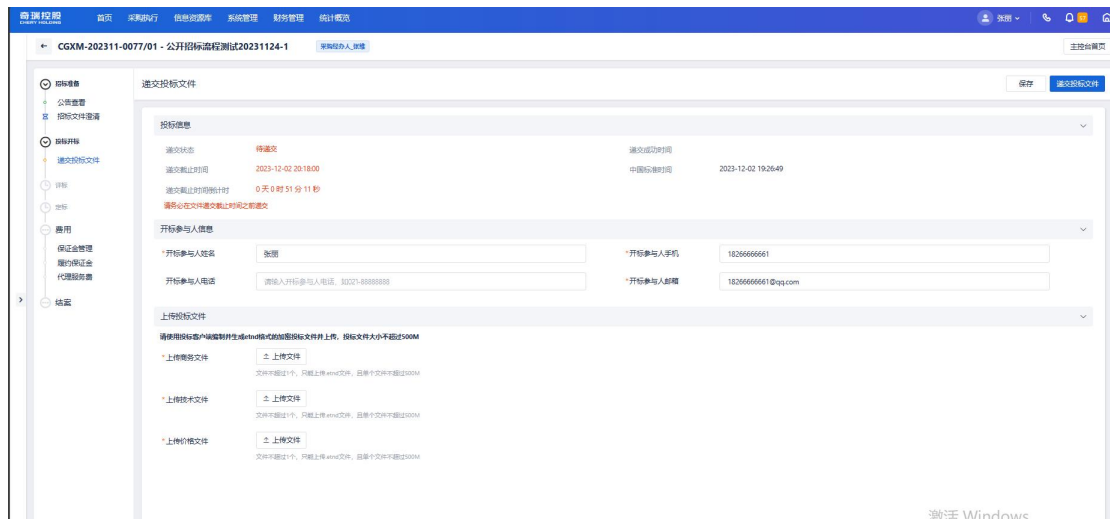 奇瑞控股 首页 采购执行 信息资源库 系统管理 财务管理 统计概览 张丽
CHERY HOLDING
← CGXM-202311-0077/01 - 公开招标流程测试20231124-1 采购经办人_张维 主控台首页
招标准备
公告查看
招标文件澄清
投标开标
递交投标文件
评标
定标
费用
保证金管理
履约保证金
代理服务费
结案
递交投标文件 保存 递交投标文件
投标信息
递交状态 待递交 递交成功时间
递交截止时间 2023-12-02 20:18:00 中国标准时间 2023-12-02 19:26:49
递交截止时间倒计时 0 天 0 时 51 分 11 秒
请务必在文件递交截止时间之前递交
开标参与人信息
*开标参与人姓名 张丽 *开标参与人手机 18266666661
开标参与人电话 请输入开标参与人电话，如021-88888888 *开标参与人邮箱 18266666661@qq.com
上传投标文件
请使用投标客户端编制并生成etnd格式的加密投标文件并上传，投标文件大小不超过500M
*上传商务文件 上传文件
文件不超过1个，只能上传.etnd文件，且单个文件不超过500M
*上传技术文件 上传文件
文件不超过1个，只能上传.etnd文件，且单个文件不超过500M
*上传价格文件 上传文件
文件不超过1个，只能上传.etnd文件，且单个文件不超过500M
激活 Windows